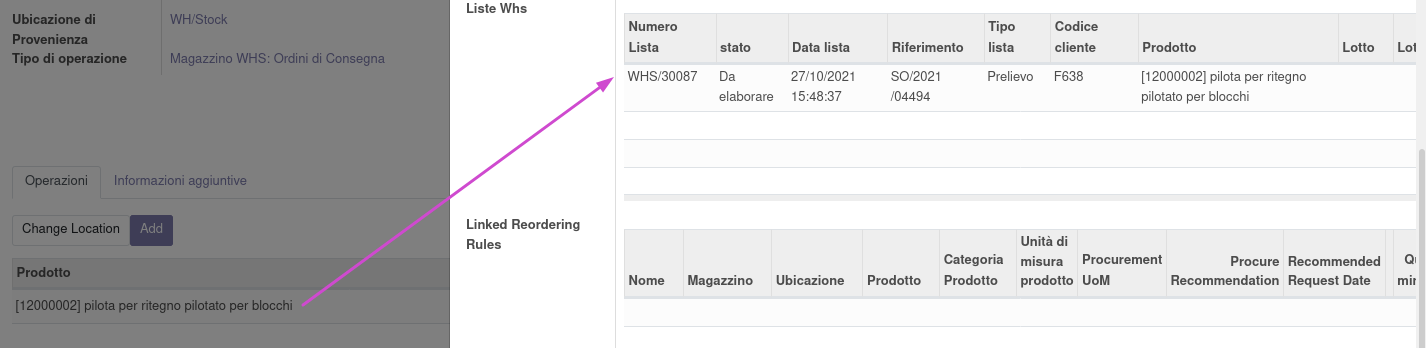 Ubicazione di
Provenienza
WH/Stock
Tipo di operazione
Magazzino WHS: Ordini di Consegna
Operazioni
Informazioni aggiuntive
Change Location
Add
Prodotto
[12000002] pilota per ritegno pilotato per blocchi
Liste Whs
Numero
Lista
stato
Data lista
Riferimento
Tipo
lista
Codice
cliente
Prodotto
Lotto
Lot
WHS/30087
Da
elaborare
27/10/2021
15:48:37
SO/2021
/04494
Prelievo
F638
[12000002] pilota per ritegno
pilotato per blocchi
Linked Reordering
Rules
Nome
Magazzino
Ubicazione
Prodotto
Categoria
Prodotto
Unità di
misura
prodotto
Procurement
UoM
Procure
Recommendation
Recommended
Request Date